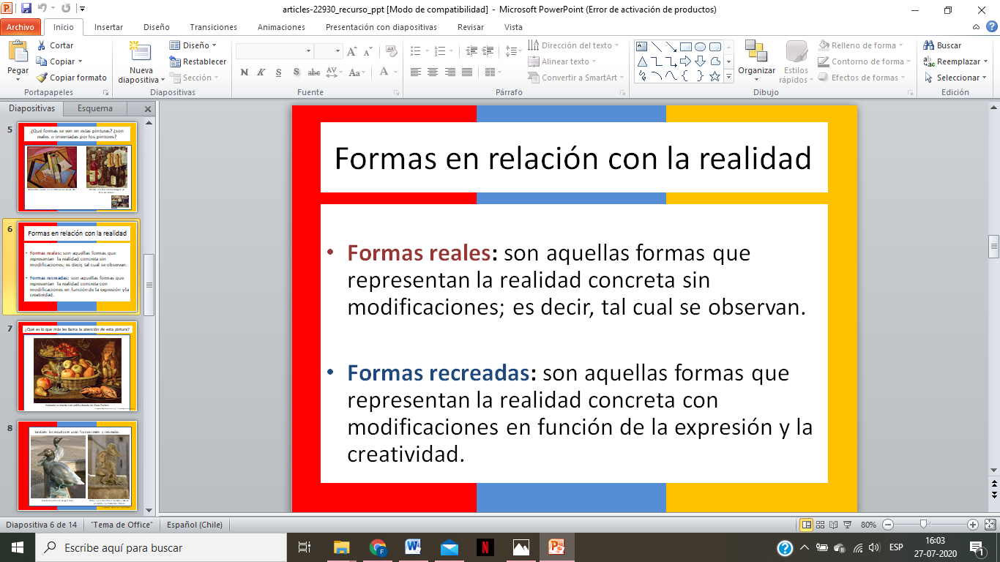 articles-22930_recurso_ppt [Modo de compatibilidad] - Microsoft PowerPoint (Error de activación de productos)
Archivo Inicio Insertar Diseño Transiciones Animaciones Presentación con diapositivas Revisar Vista
Pegar
Cortar
Copiar
Copiar formato
Portapapeles
Nueva
diapositiva
Diseño
Restablecer
Sección
Diapositivas
N K S S abc AV Aa A
Fuente
Dirección del texto
Alinear texto
Convertir a SmartArt
Párrafo
Organizar
Estilos
rápidos
Relleno de forma
Contorno de forma
Efectos de formas
Dibujo
Buscar
Reemplazar
Seleccionar
Edición
Diapositivas Esquema
5
¿Qué formas se ven en estas pinturas? ¿son
reales o inventadas por los pintores?
6
Formas en relación con la realidad
Formas reales: son aquellas formas que
representan la realidad concreta sin
modificaciones; es decir, tal cual se observan.
Formas recreadas: son aquellas formas que
representan la realidad concreta con
modificaciones en función de la expresión y la
creatividad.
7
¿Qué es lo que más les llama la atención de esta pintura?
8
También los escultores usan formas reales y recreadas.
Formas en relación con la realidad
• Formas reales: son aquellas formas que
representan la realidad concreta sin
modificaciones; es decir, tal cual se observan.
• Formas recreadas: son aquellas formas que
representan la realidad concreta con
modificaciones en función de la expresión y la
creatividad.
Diapositiva 6 de 14 "Tema de Office" Español (Chile) 80%
Escribe aquí para buscar
ESP
16:03
27-07-2020
1